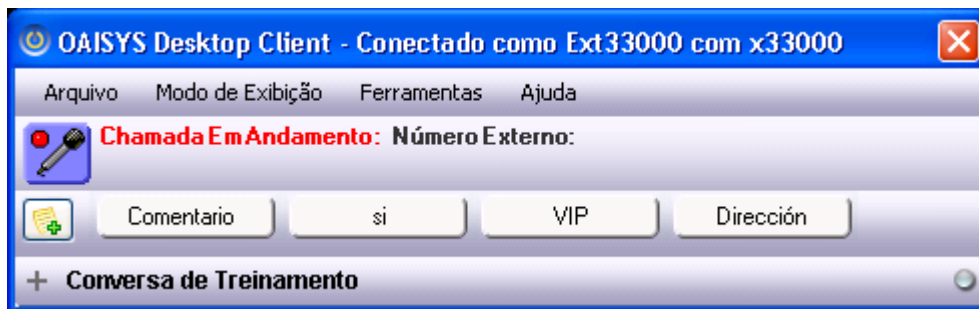 OAISYS Desktop Client - Conectado como Ext33000 com x33000
Arquivo Modo de Exibição Ferramentas Ajuda
Chamada Em Andamento: Número Externo:
Comentario si VIP Dirección
Conversa de Treinamento